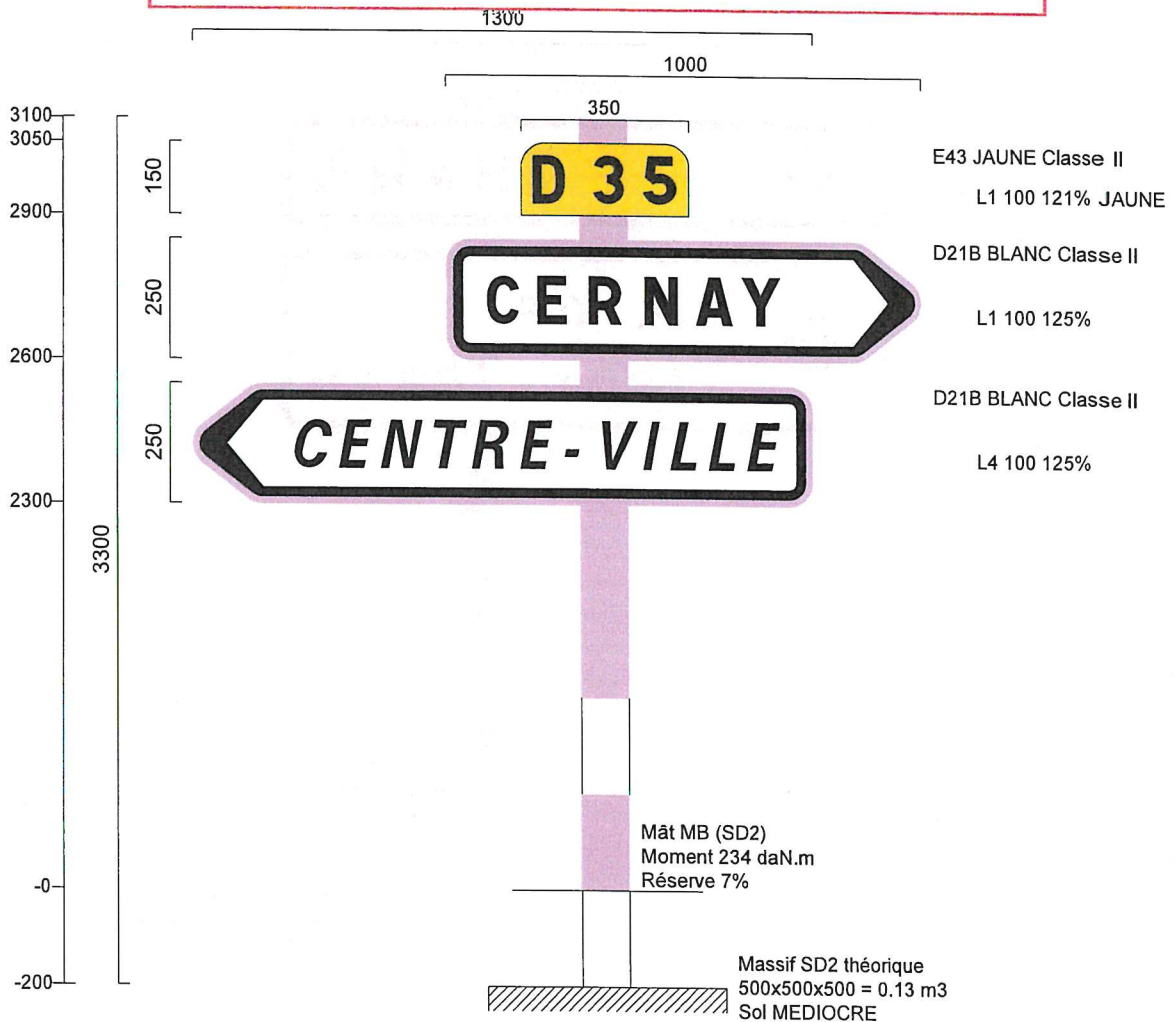 1300
1000
350
3100
3050
2900
2600
2300
-0
-200
3300
150
250
250
D 35
CERNAY
CENTRE-VILLE
E43 JAUNE Classe II
L1 100 121% JAUNE
D21B BLANC Classe II
L1 100 125%
D21B BLANC Classe II
L4 100 125%
Mât MB (SD2)
Moment 234 daN.m
Réserve 7%
Massif SD2 théorique
500x500x500 = 0.13 m3
Sol MEDIOCRE